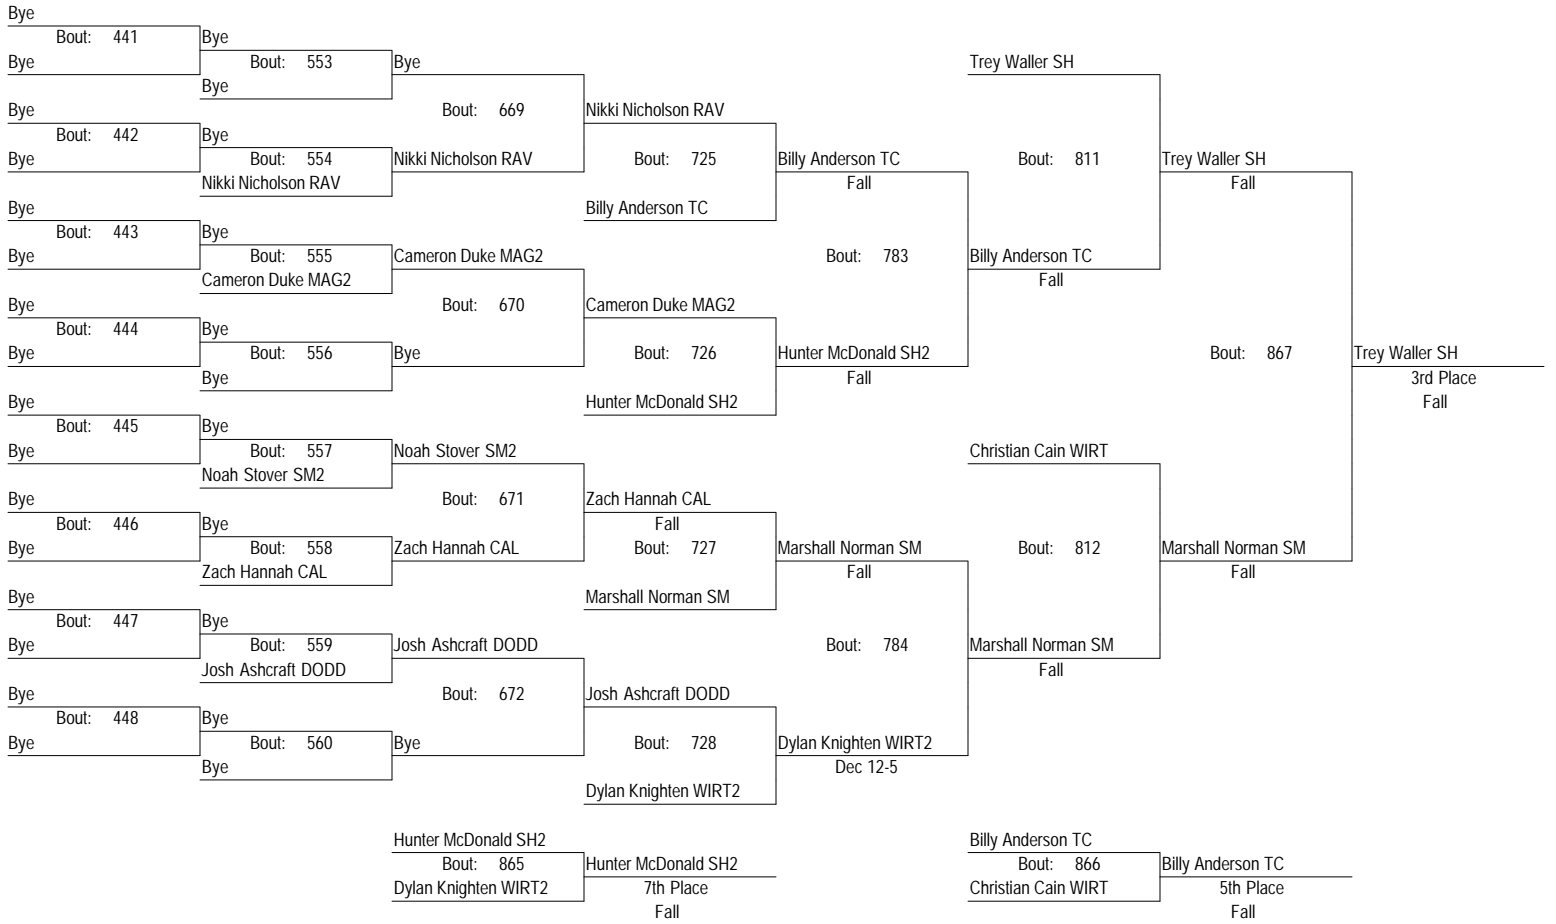 Bye
Bout: 441
Bye
Bye
Bout: 553
Bye
Bye
Bout: 442
Bye
Bye
Bout: 554
Nikki Nicholson RAV
Bye
Bout: 669
Nikki Nicholson RAV
Bye
Bout: 443
Bye
Bye
Bout: 555
Cameron Duke MAG2
Bye
Bout: 444
Bye
Bye
Bout: 556
Bye
Cameron Duke MAG2
Bout: 670
Bye
Bye
Bout: 445
Bye
Bye
Bout: 557
Noah Stover SM2
Bye
Bout: 446
Bye
Bye
Bout: 558
Zach Hannah CAL
Noah Stover SM2
Bout: 671
Zach Hannah CAL
Bye
Bout: 447
Bye
Bye
Bout: 559
Josh Ashcraft DODD
Bye
Bout: 448
Bye
Bye
Bout: 560
Bye
Josh Ashcraft DODD
Bout: 672
Bye
Nikki Nicholson RAV
Bout: 725
Billy Anderson TC
Cameron Duke MAG2
Bout: 726
Hunter McDonald SH2
Zach Hannah CAL
Fall
Bout: 727
Marshall Norman SM
Josh Ashcraft DODD
Bout: 728
Dylan Knighten WIRT2
Billy Anderson TC
Fall
Bout: 783
Hunter McDonald SH2
Fall
Marshall Norman SM
Fall
Bout: 784
Dylan Knighten WIRT2
Dec 12-5
Trey Waller SH
Bout: 811
Billy Anderson TC
Fall
Christian Cain WIRT
Bout: 812
Marshall Norman SM
Fall
Trey Waller SH
Fall
Bout: 867
Marshall Norman SM
Fall
Trey Waller SH
3rd Place
Fall
Hunter McDonald SH2
Bout: 865
Dylan Knighten WIRT2
Hunter McDonald SH2
7th Place
Fall
Billy Anderson TC
Bout: 866
Christian Cain WIRT
Billy Anderson TC
5th Place
Fall